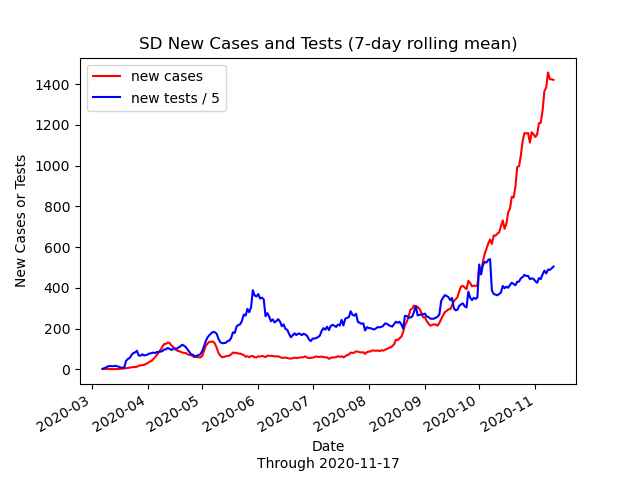 SD New Cases and Tests (7-day rolling mean)
new cases
new tests / 5
New Cases or Tests
1400
1200
1000
800
600
400
200
0
2020-03
2020-04
2020-05
2020-06
2020-07
2020-08
2020-09
2020-10
2020-11
Date
Through 2020-11-17